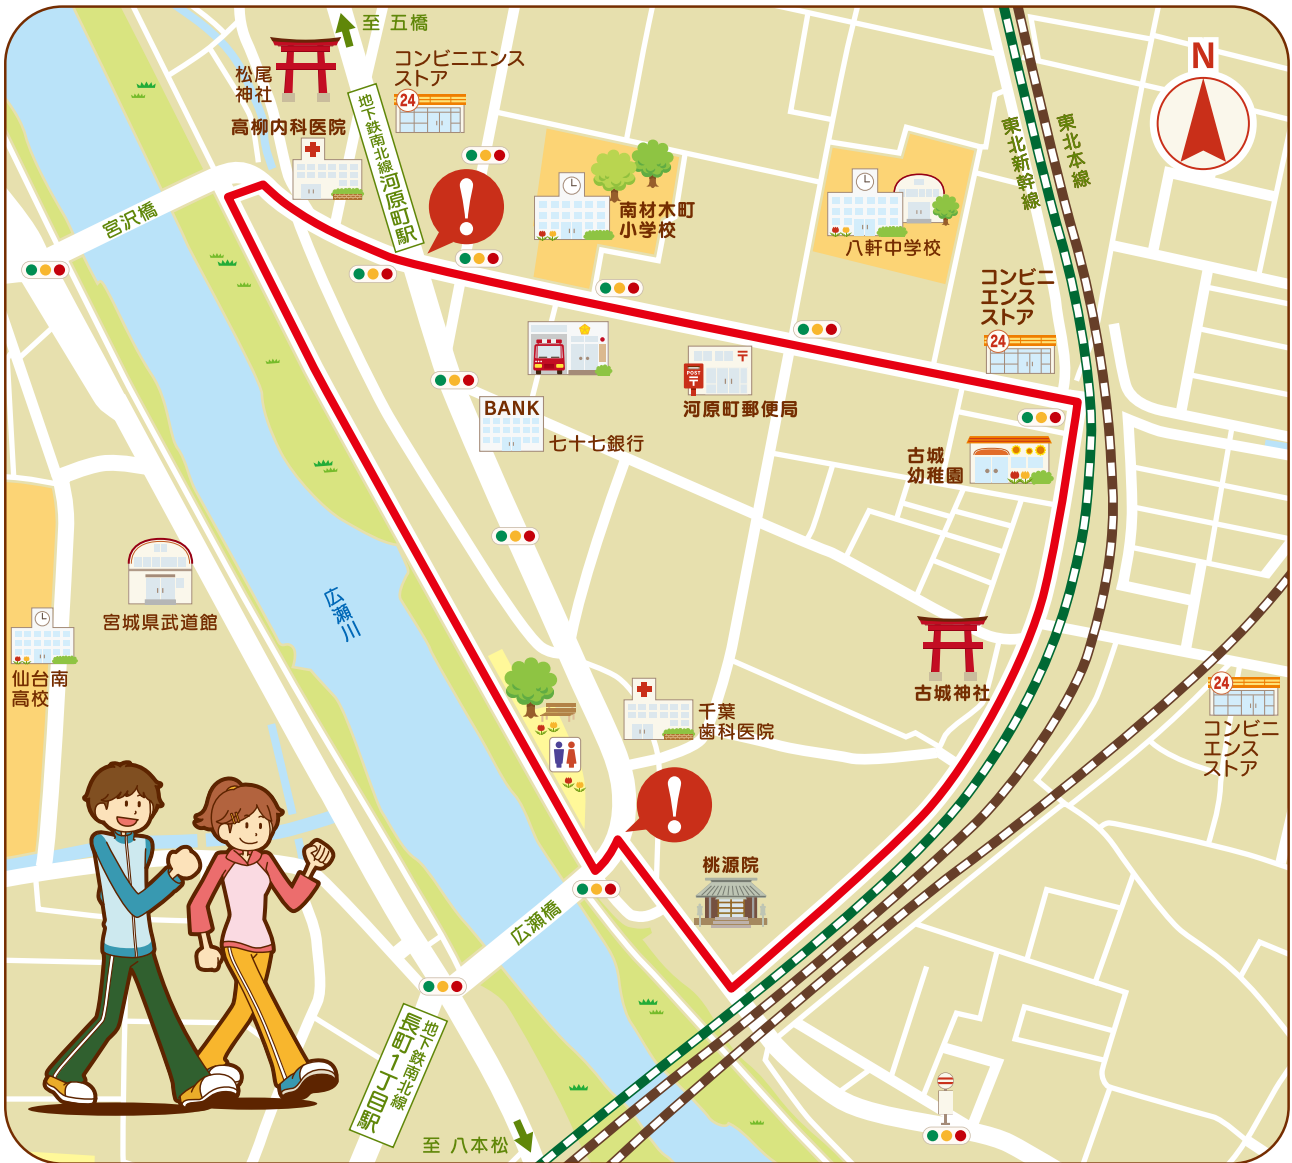 至 五橋
N
松尾
神社
コンビニエンス
ストア
24
高柳内科医院
地下鉄南北線
河原町駅
東北新幹線
東北本線
南材木町
小学校
八軒中学校
宮沢橋
コンビニ
エンス
ストア
24
POST
〒
〒
河原町郵便局
BANK
七十七銀行
古城
幼稚園
宮城県武道館
広瀬川
仙台南
高校
古城神社
24
コンビニ
エンス
ストア
千葉
歯科医院
桃源院
広瀬橋
地下鉄南北線
長町1丁目駅
至 八本松